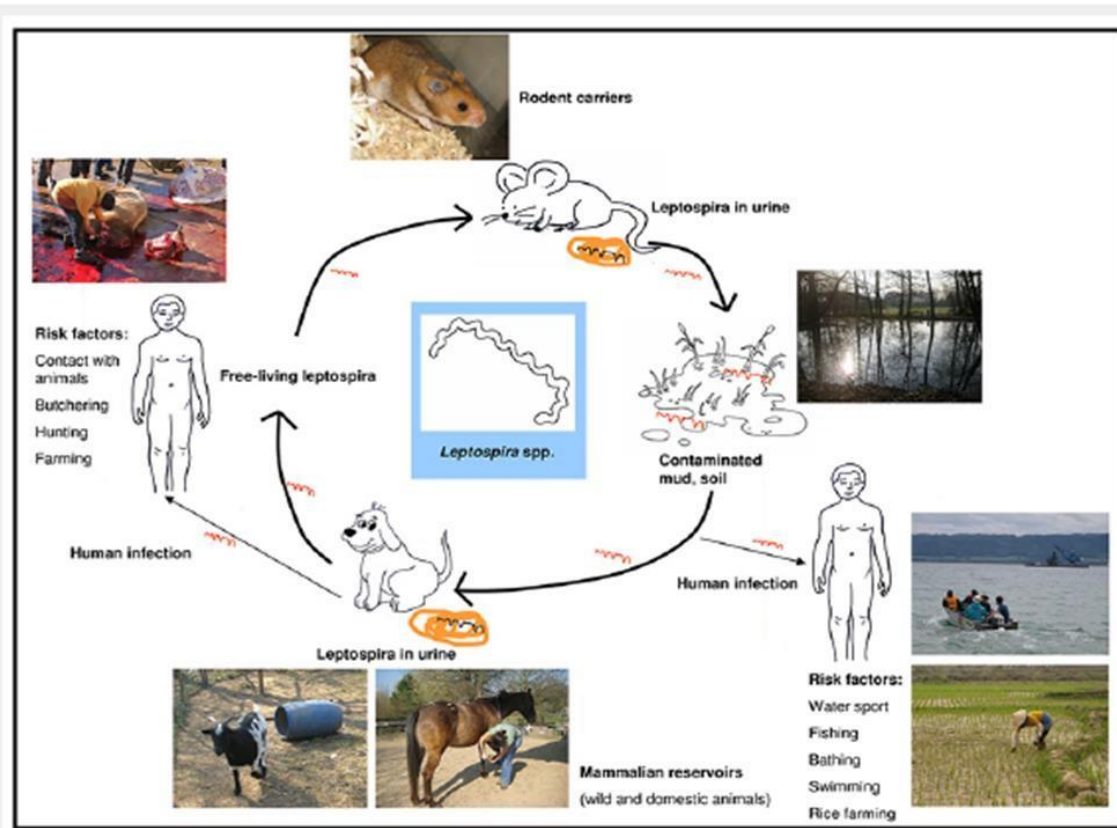 Rodent carriers
Leptospira in urine
Risk factors:
Contact with
animals
Butchering
Hunting
Farming
Free-living leptospira
Leptospira spp.
Contaminated
mud, soil
Human infection
Human infection
Leptospira in urine
Mammalian reservoirs
(wild and domestic animals)
Risk factors:
Water sport
Fishing
Bathing
Swimming
Rice farming